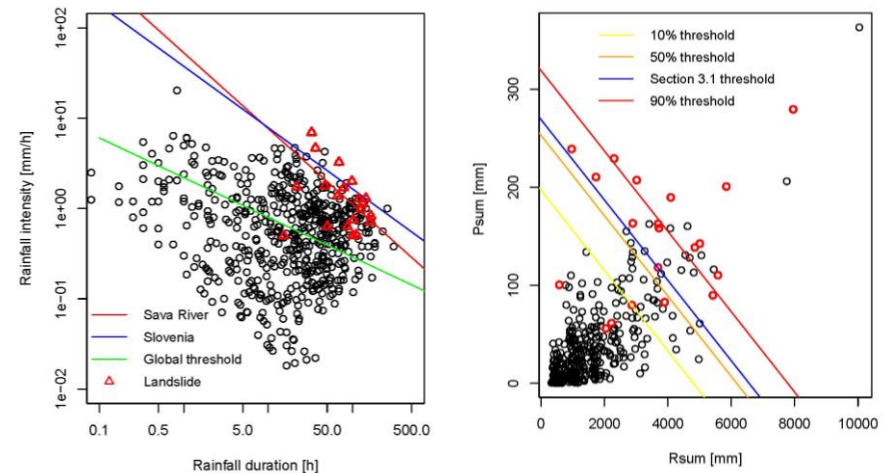 1e+02
1e+01
1e+00
1e-01
1e-02
Rainfall intensity [mm/h]
Sava River
Slovenia
Global threshold
Landslide
0.1 0.5 5.0 50.0 500.0
Rainfall duration [h]
10% threshold
50% threshold
Section 3.1 threshold
90% threshold
300
200
100
0
Psum [mm]
0 2000 4000 6000 8000 10000
Rsum [mm]